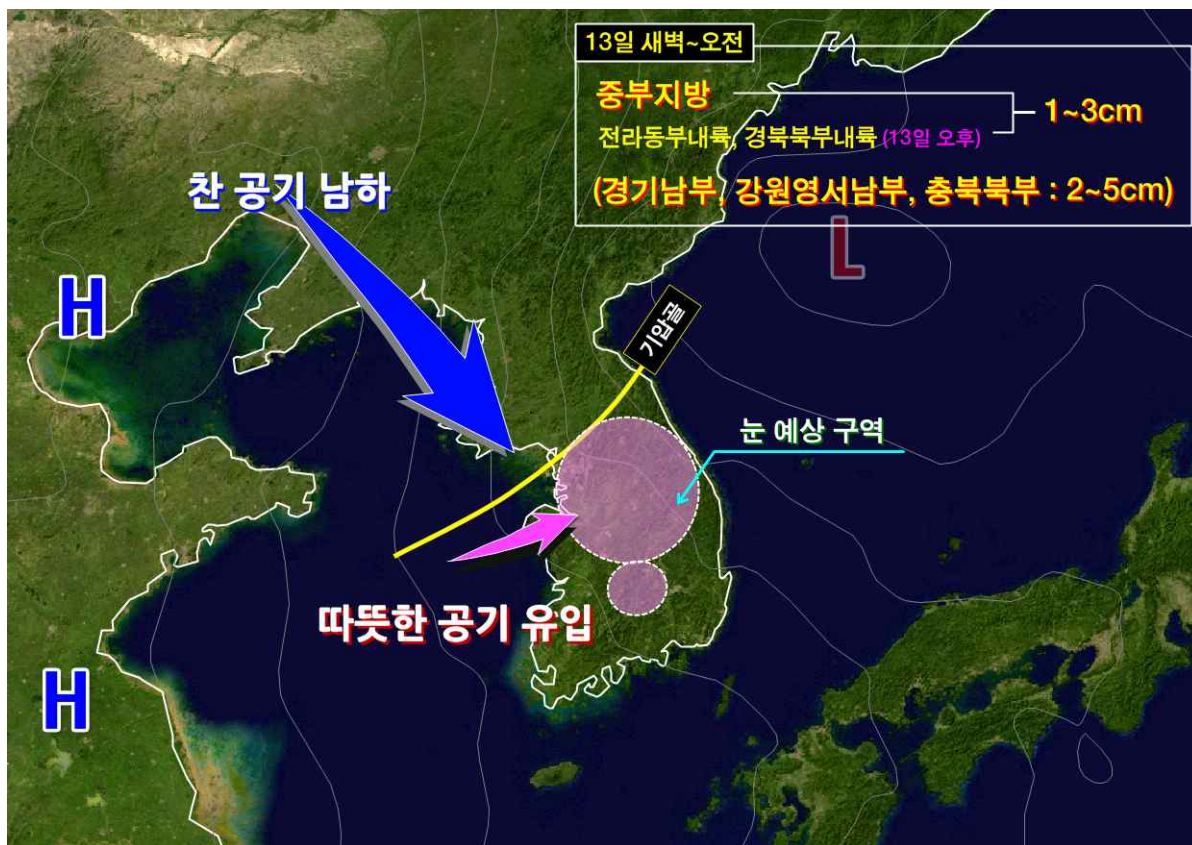 13일 새벽~오전
중부지방
1~3cm
전라동부내륙, 경북북부내륙 (13일 오후)
(경기남부, 강원영서남부, 충북북부 : 2~5cm)
찬 공기 남하
L
H
기압골
눈 예상 구역
따뜻한 공기 유입
H